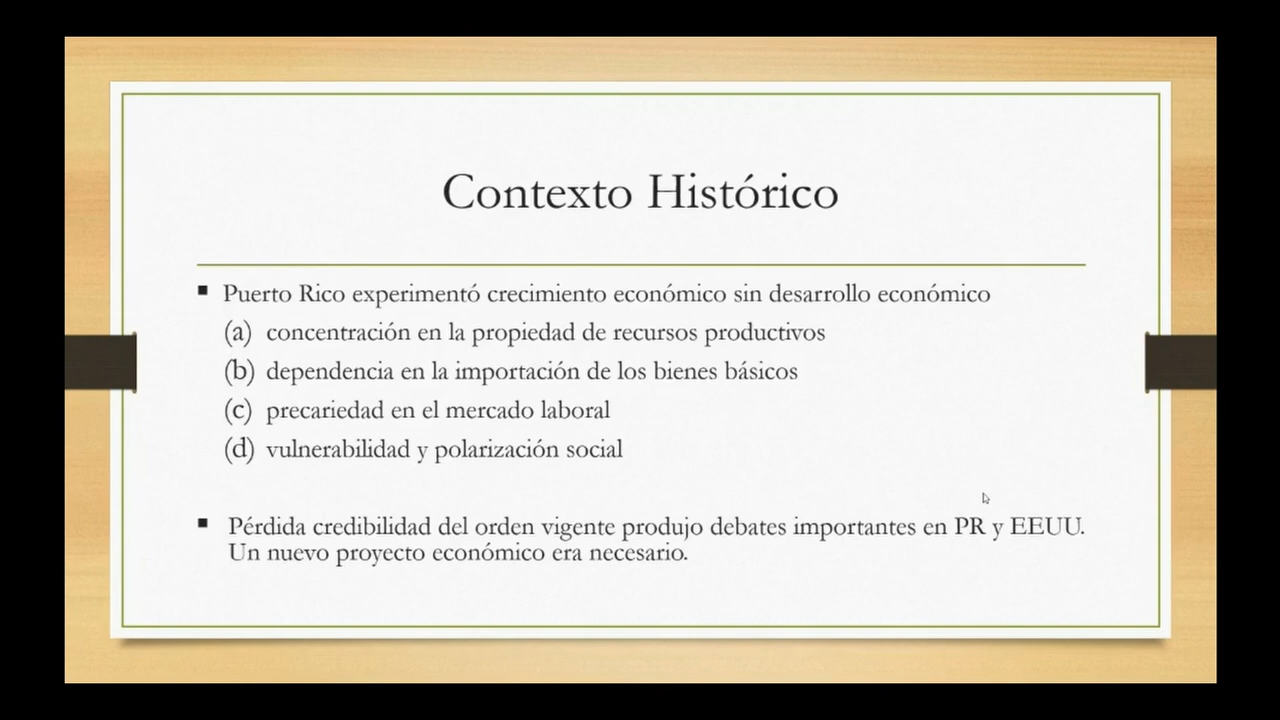 Contexto Histórico
▪ Puerto Rico experimentó crecimiento económico sin desarrollo económico
(a) concentración en la propiedad de recursos productivos
(b) dependencia en la importación de los bienes básicos
(c) precariedad en el mercado laboral
(d) vulnerabilidad y polarización social
▪ Pérdida credibilidad del orden vigente produjo debates importantes en PR y EEUU.
Un nuevo proyecto económico era necesario.